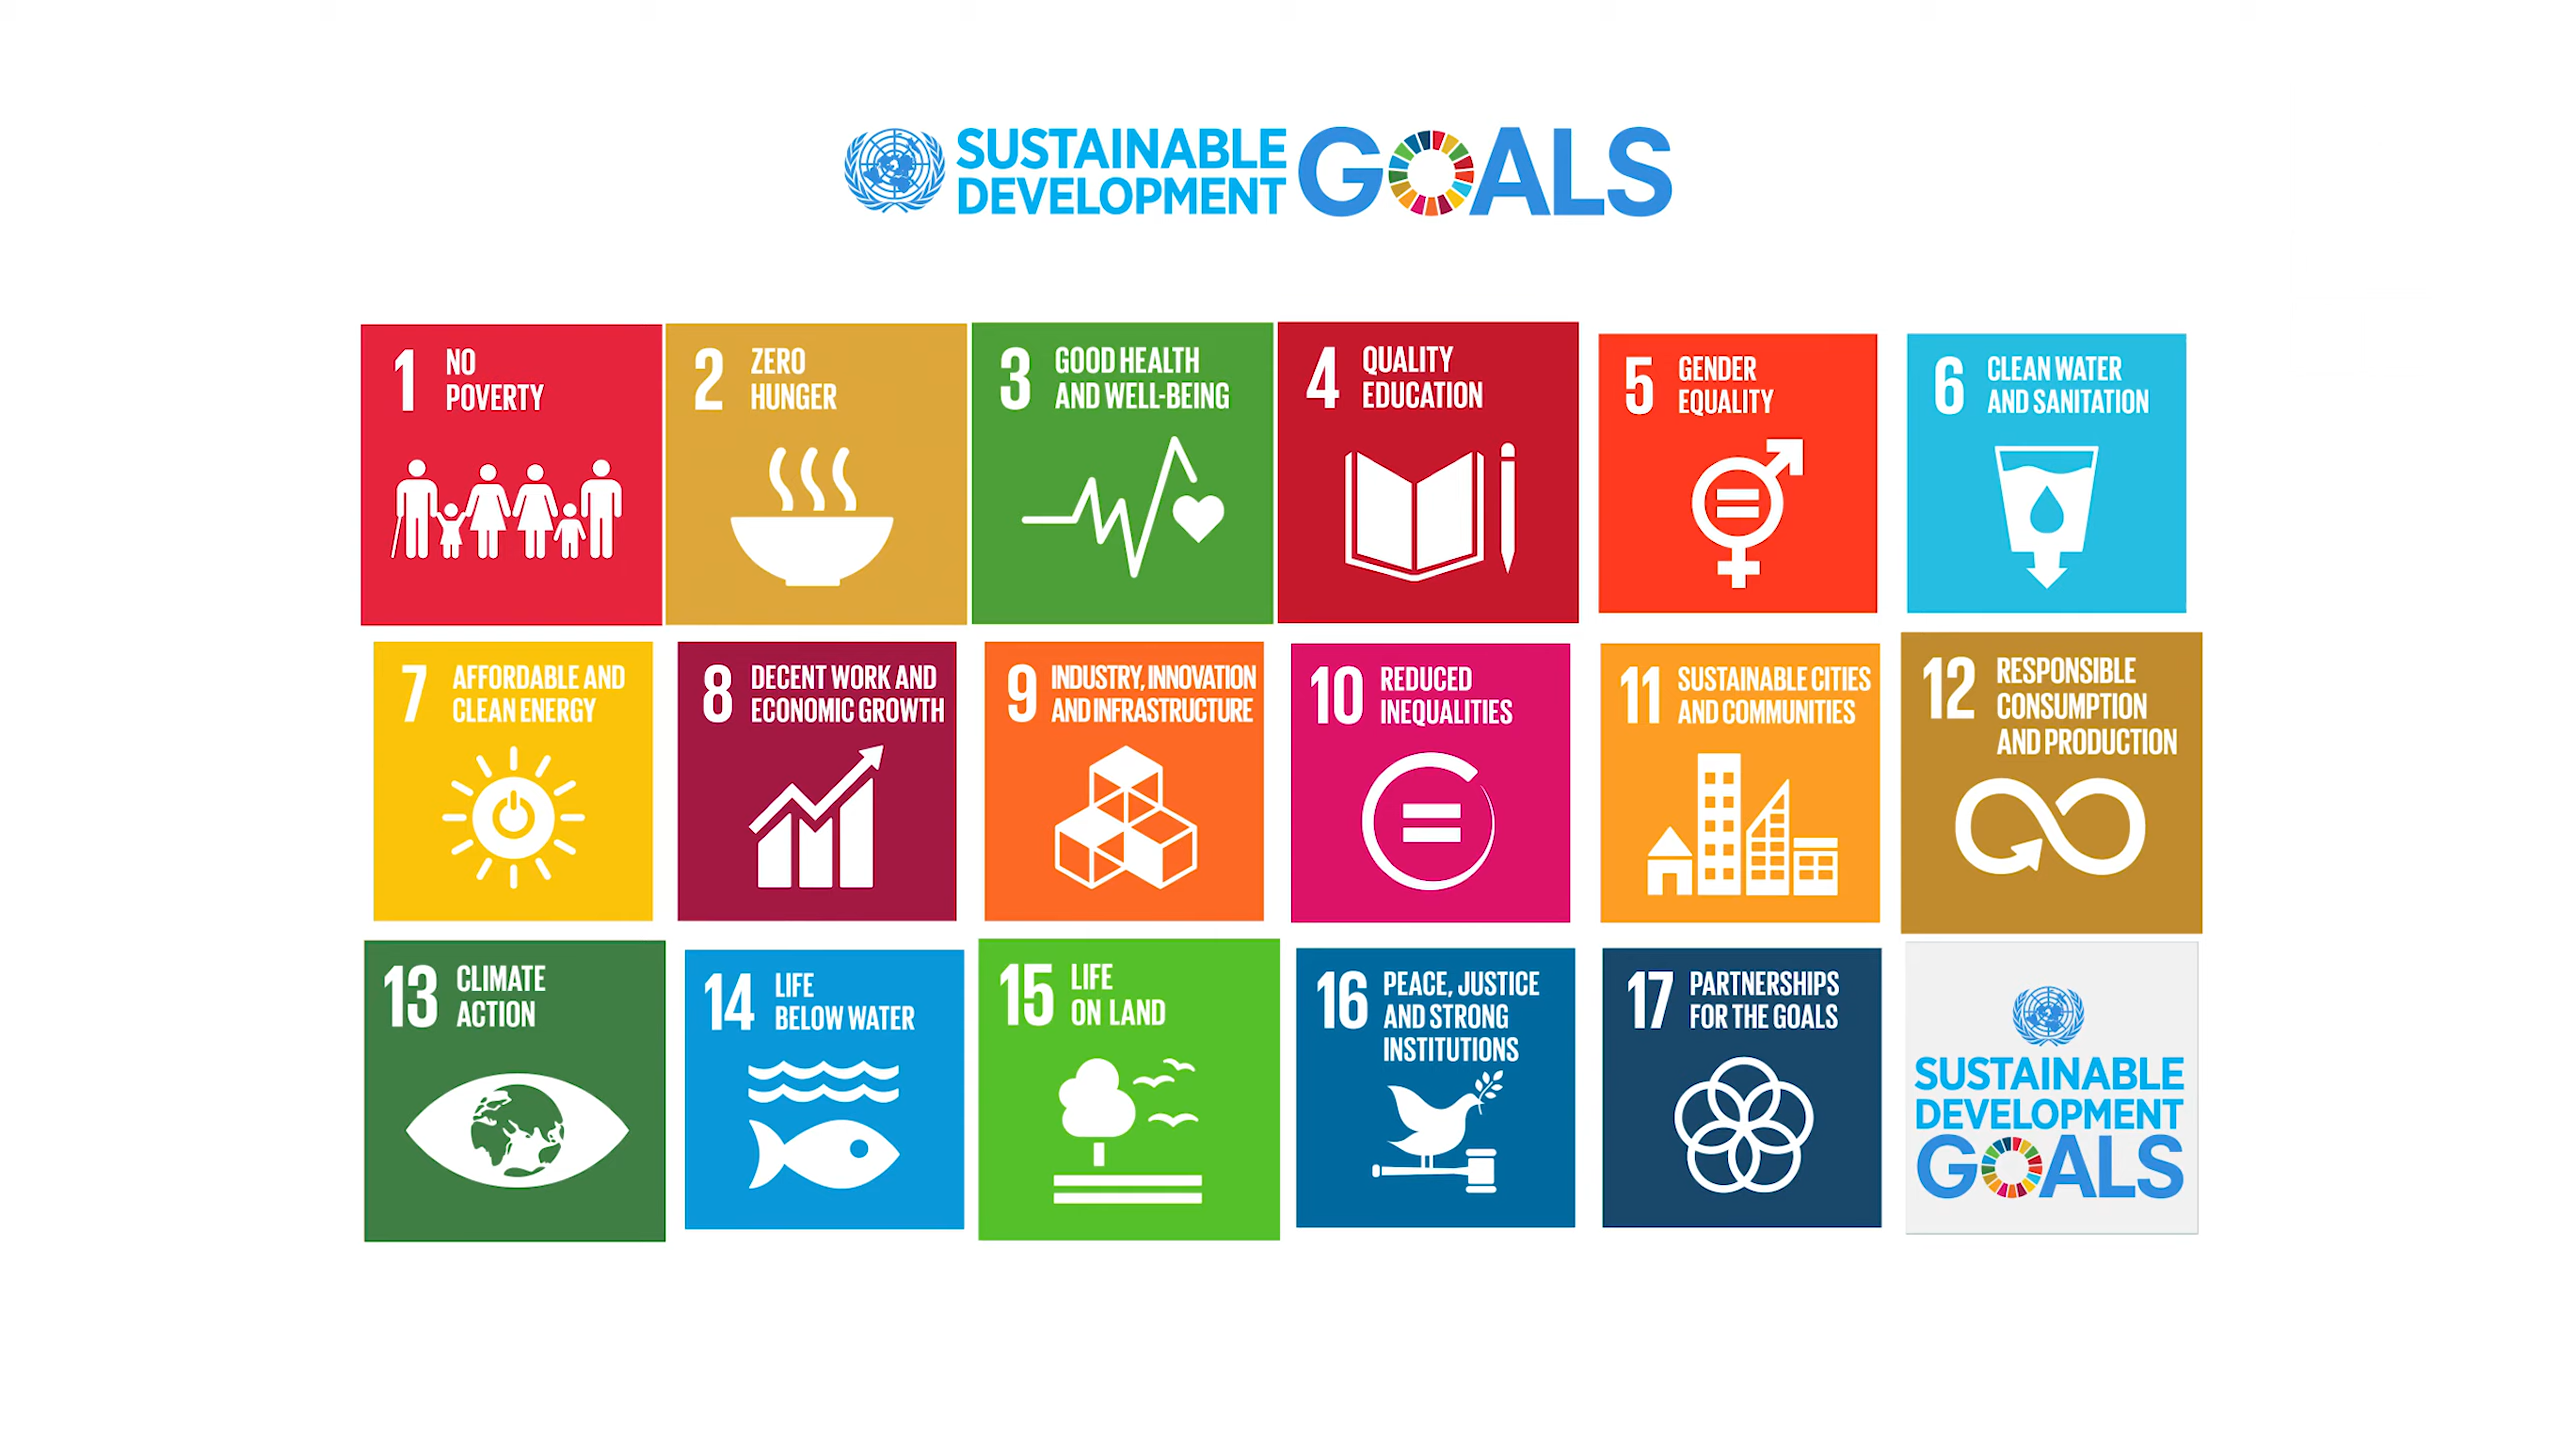 SUSTAINABLE
DEVELOPMENT
GOALS
1 NO
POVERTY
2 ZERO
HUNGER
3 GOOD HEALTH
AND WELL-BEING
4 QUALITY
EDUCATION
5 GENDER
EQUALITY
6 CLEAN WATER
AND SANITATION
7 AFFORDABLE AND
CLEAN ENERGY
8 DECENT WORK AND
ECONOMIC GROWTH
9 INDUSTRY, INNOVATION
AND INFRASTRUCTURE
10 REDUCED
INEQUALITIES
11 SUSTAINABLE CITIES
AND COMMUNITIES
12 RESPONSIBLE
CONSUMPTION
AND PRODUCTION
13 CLIMATE
ACTION
14 LIFE
BELOW WATER
15 LIFE
ON LAND
16 PEACE, JUSTICE
AND STRONG
INSTITUTIONS
17 PARTNERSHIPS
FOR THE GOALS
SUSTAINABLE
DEVELOPMENT
GOALS